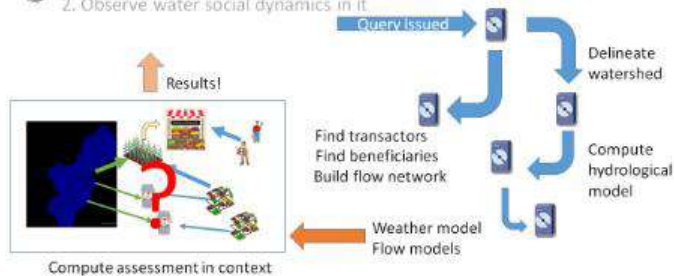 2. Observe water social dynamics in it
Query issued
Delineate
watershed
Results!
Find transactors
Find beneficiaries
Build flow network
Compute
hydrological
model
?
Weather model
Flow models
Compute assessment in context